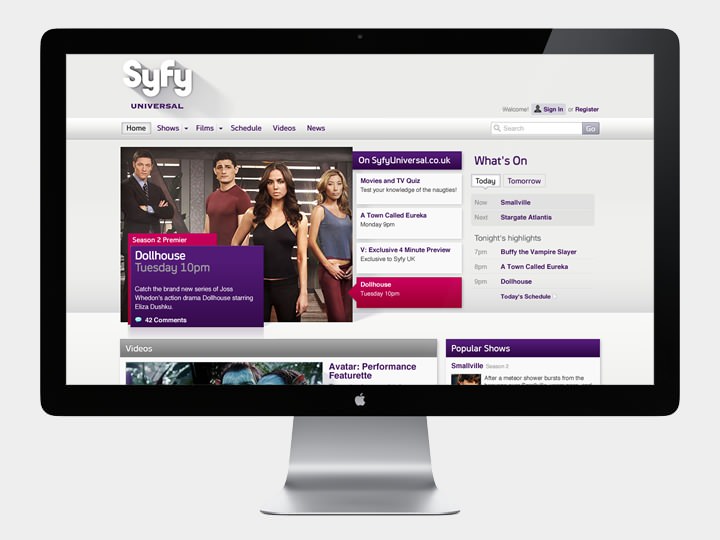 Syfy
UNIVERSAL
Welcome! Sign In or Register
Home Shows Films Schedule Videos News
Search Go
Season 2 Premier
Dollhouse
Tuesday 10pm
Catch the brand new series of Joss
Whedon's action drama Dollhouse starring
Eliza Dushku.
42 Comments
On SyfyUniversal.co.uk
Movies and TV Quiz
Test your knowledge of the naugties!
A Town Called Eureka
Monday 9pm
V: Exclusive 4 Minute Preview
Exclusive to Syfy UK
Dollhouse
Tuesday 10pm
What's On
Today Tomorrow
Now Smallville
Next Stargate Atlantis
Tonight's highlights
7pm Buffy the Vampire Slayer
8pm A Town Called Eureka
9pm Dollhouse
Today's Schedule
Videos
Avatar: Performance
Featurette
Popular Shows
Smallville Season 2
After a meteor shower bursts from the